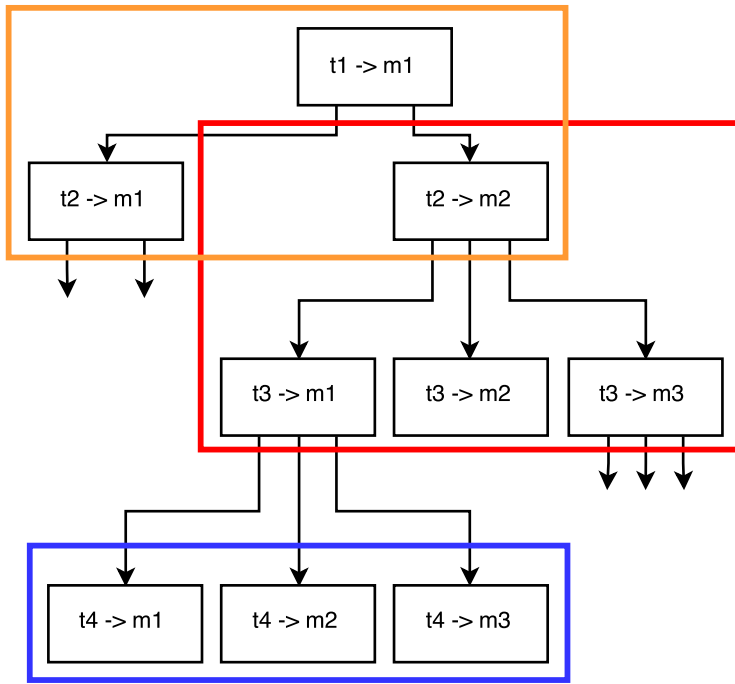 t1 -> m1
t2 -> m1
t2 -> m2
t3 -> m1
t3 -> m2
t3 -> m3
t4 -> m1
t4 -> m2
t4 -> m3